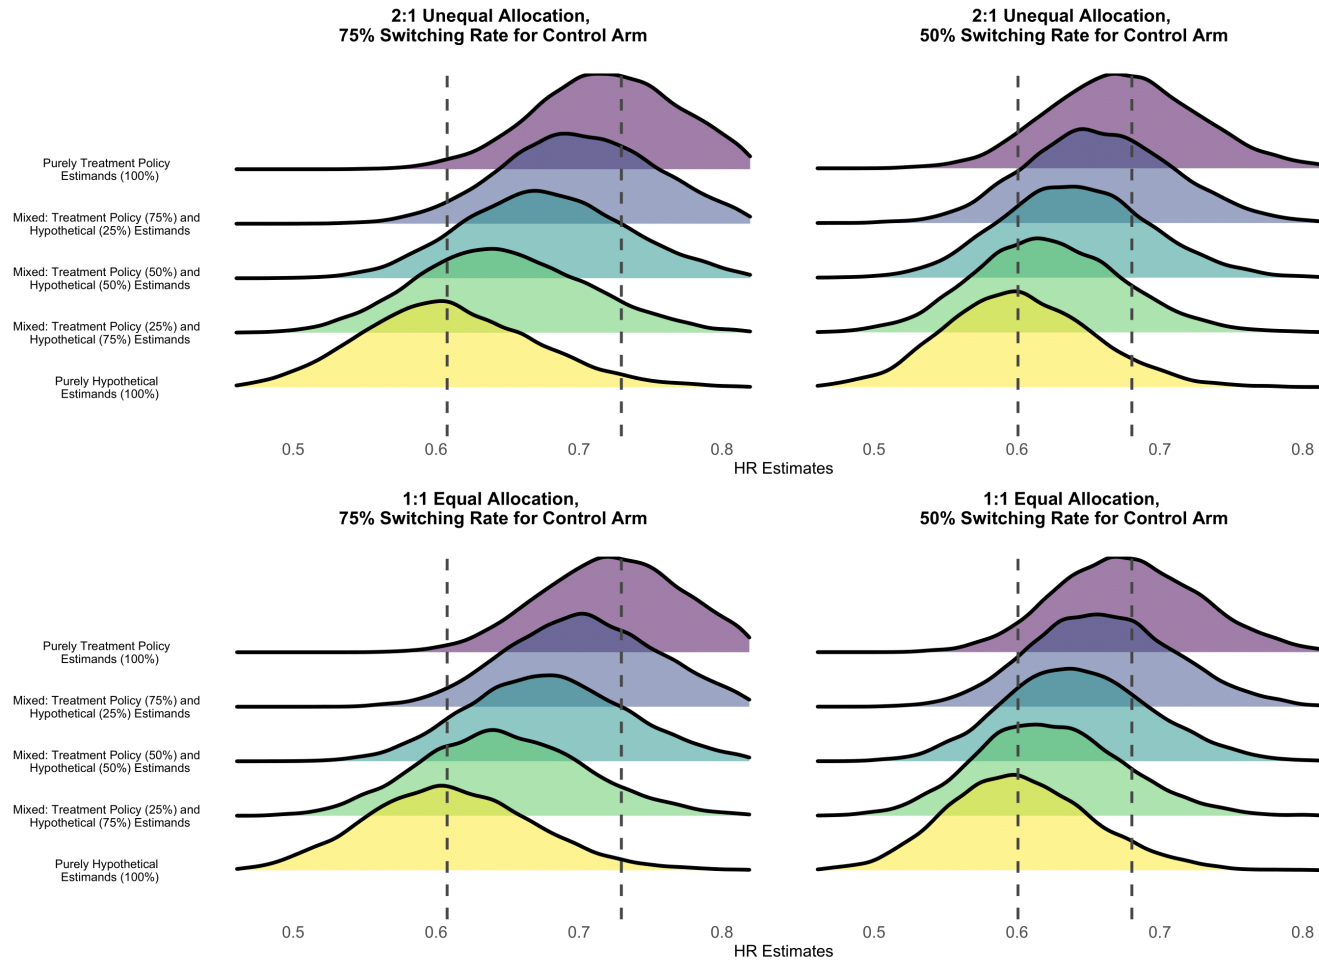 2:1 Unequal Allocation,
75% Switching Rate for Control Arm
Purely Treatment Policy
Estimands (100%)
Mixed: Treatment Policy (75%) and
Hypothetical (25%) Estimands
Mixed: Treatment Policy (50%) and
Hypothetical (50%) Estimands
Mixed: Treatment Policy (25%) and
Hypothetical (75%) Estimands
Purely Hypothetical
Estimands (100%)
0.5 0.6 0.7 0.8
2:1 Unequal Allocation,
50% Switching Rate for Control Arm
0.5 0.6 0.7 0.8
HR Estimates
1:1 Equal Allocation,
75% Switching Rate for Control Arm
Purely Treatment Policy
Estimands (100%)
Mixed: Treatment Policy (75%) and
Hypothetical (25%) Estimands
Mixed: Treatment Policy (50%) and
Hypothetical (50%) Estimands
Mixed: Treatment Policy (25%) and
Hypothetical (75%) Estimands
Purely Hypothetical
Estimands (100%)
0.5 0.6 0.7 0.8
1:1 Equal Allocation,
50% Switching Rate for Control Arm
0.5 0.6 0.7 0.8
HR Estimates